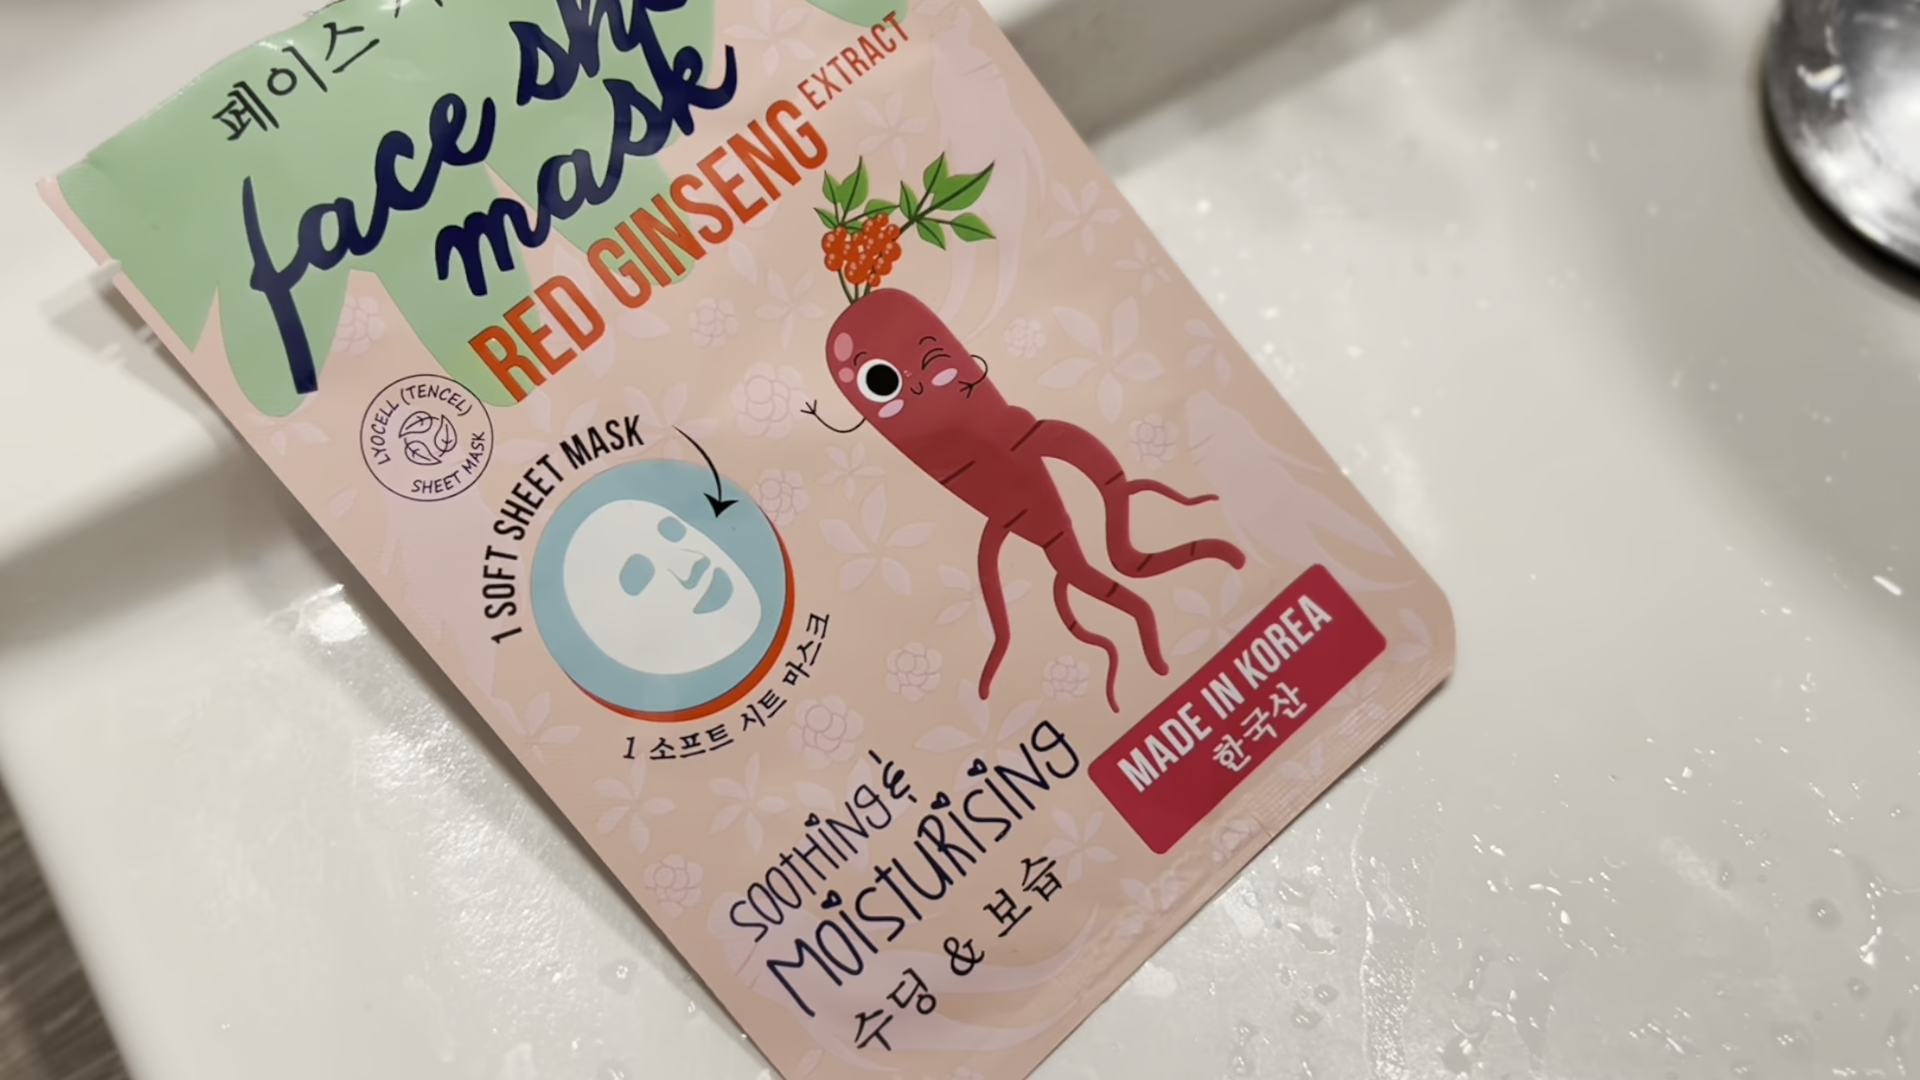 페이스
face
mask
RED GINSENG EXTRACT
LYOCELL (TENCEL)
SHEET MASK
1 SOFT SHEET MASK
1 소프트 시트 마스크
SOOTHING &
MOISTURISING
수딩 & 보습
MADE IN KOREA
한국산